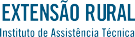 EXTENSÃO RURAL
Instituto de Assistência Técnica